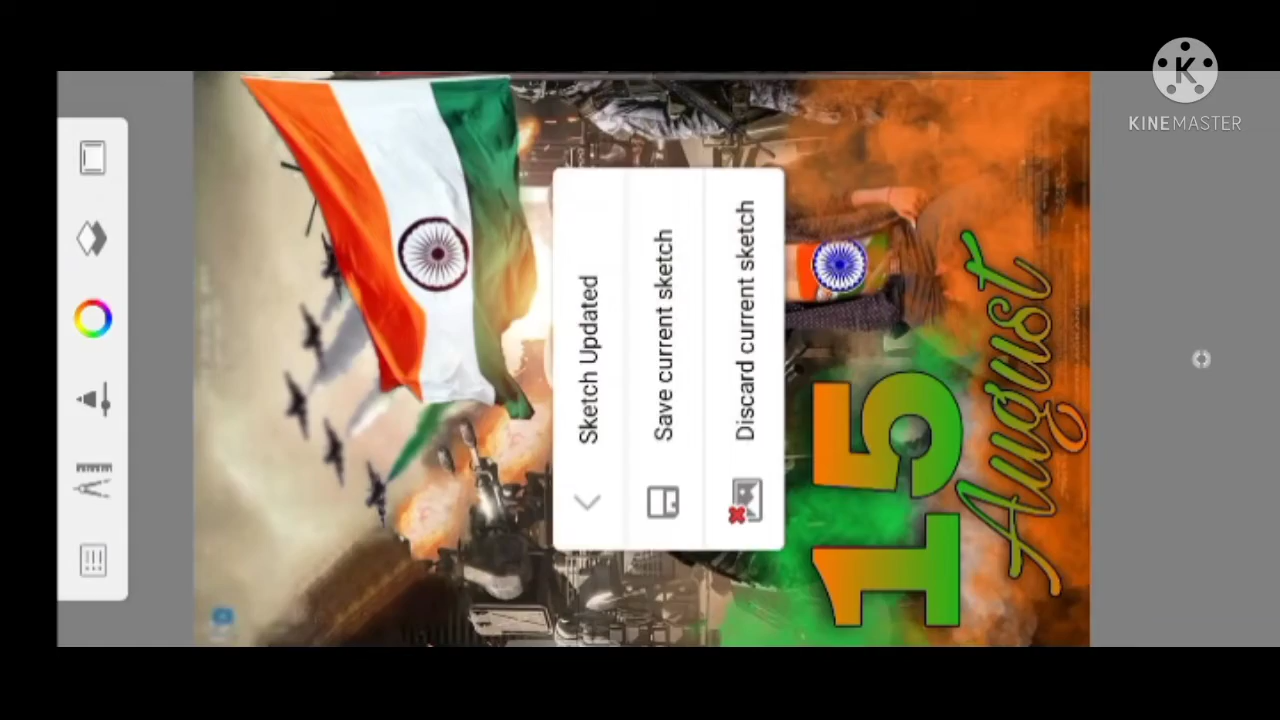 KINEMASTER
Sketch Updated
Save current sketch
Discard current sketch
15
August